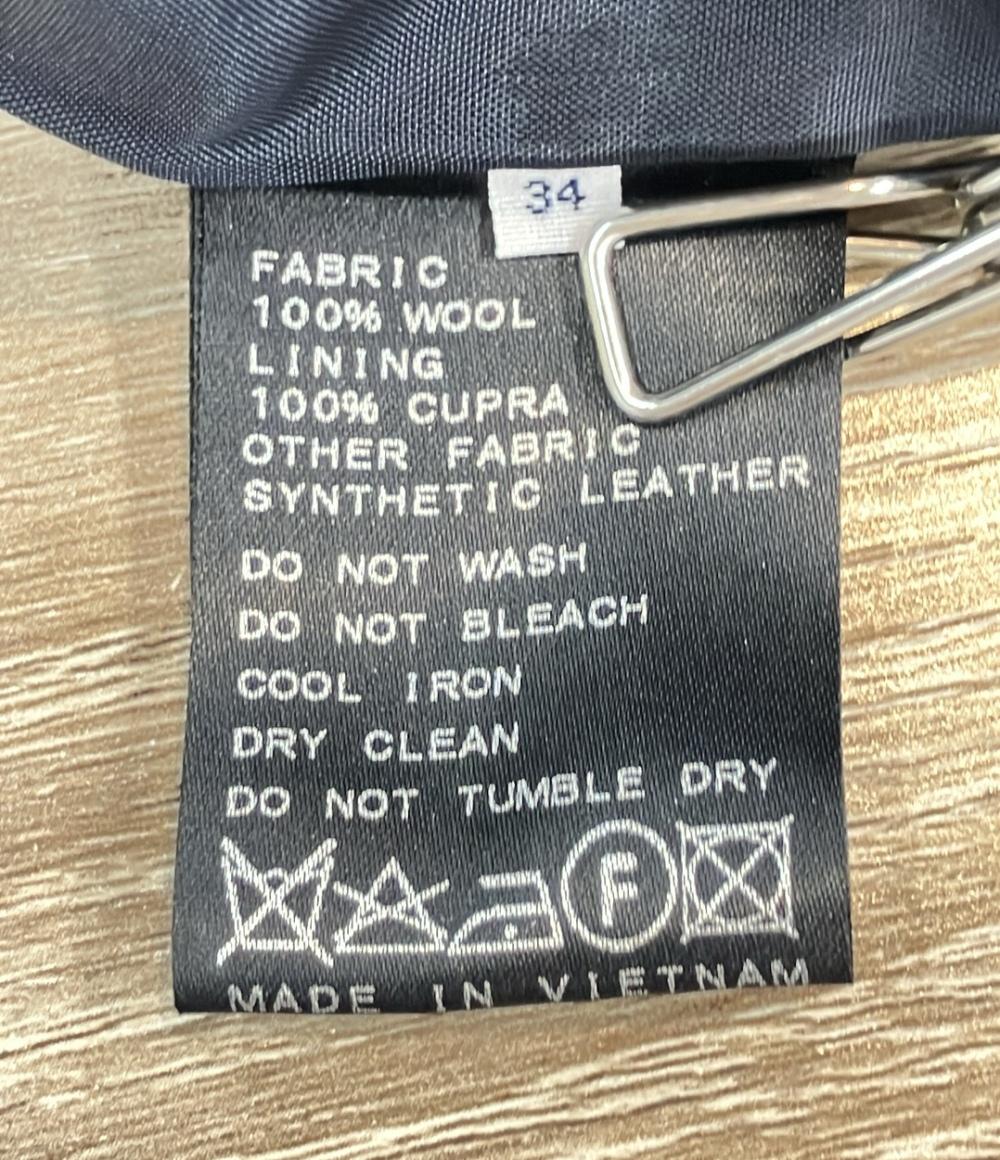 34
FABRIC
100% WOOL
LINING
100% CUPRA
OTHER FABRIC
SYNTHETIC LEATHER
DO NOT WASH
DO NOT BLEACH
COOL IRON
DRY CLEAN
DO NOT TUMBLE DRY
F
MADE IN VIETNAM